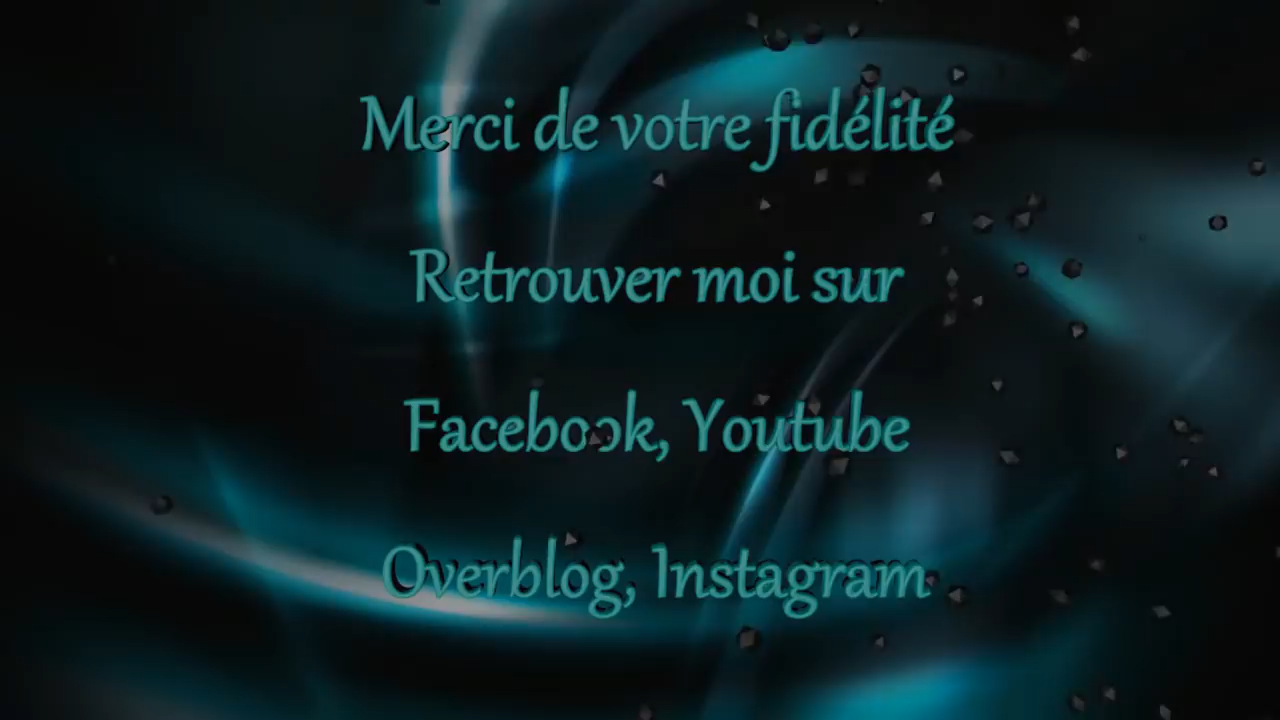 Merci de votre fidélité
Retrouver moi sur
Facebook, Youtube
Overblog, Instagram